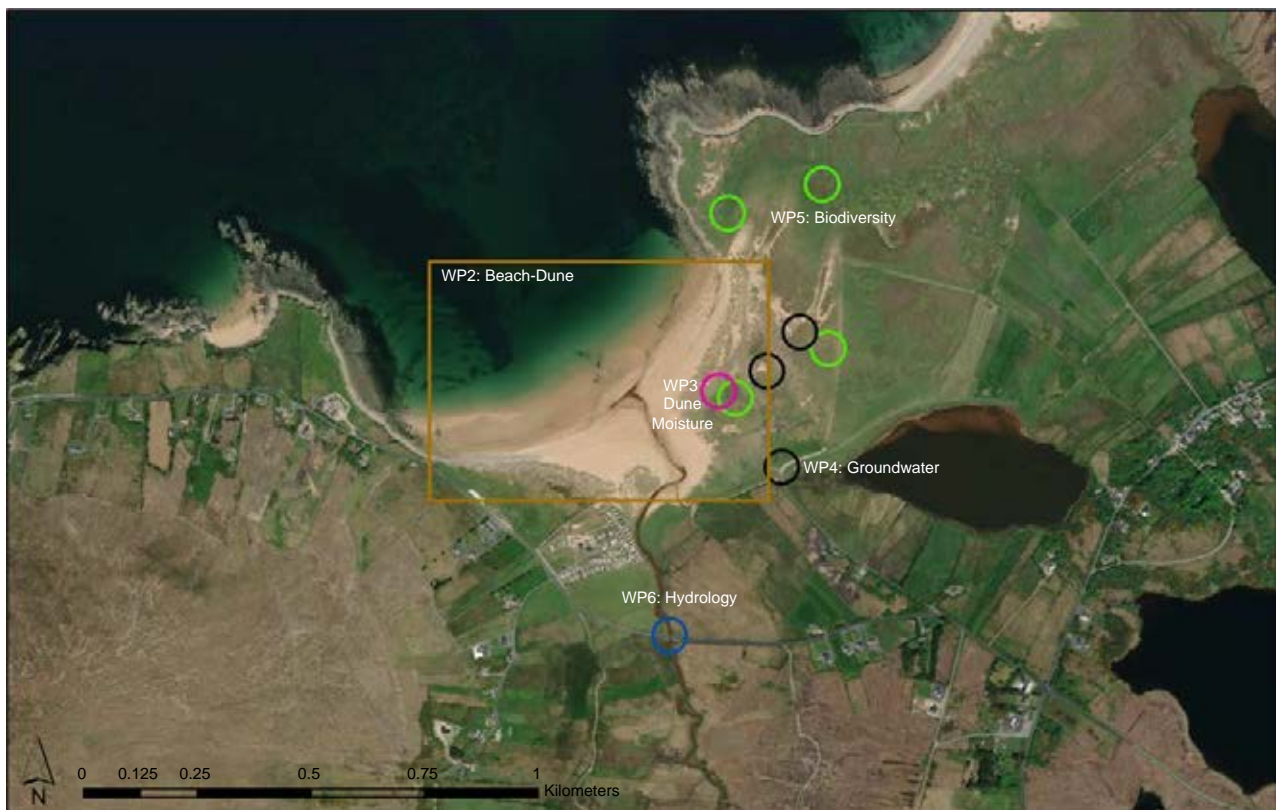 WP5: Biodiversity
WP2: Beach-Dune
WP3
Dune
Moisture
WP4: Groundwater
WP6: Hydrology
N
0 0.125 0.25 0.5 0.75 1
Kilometers